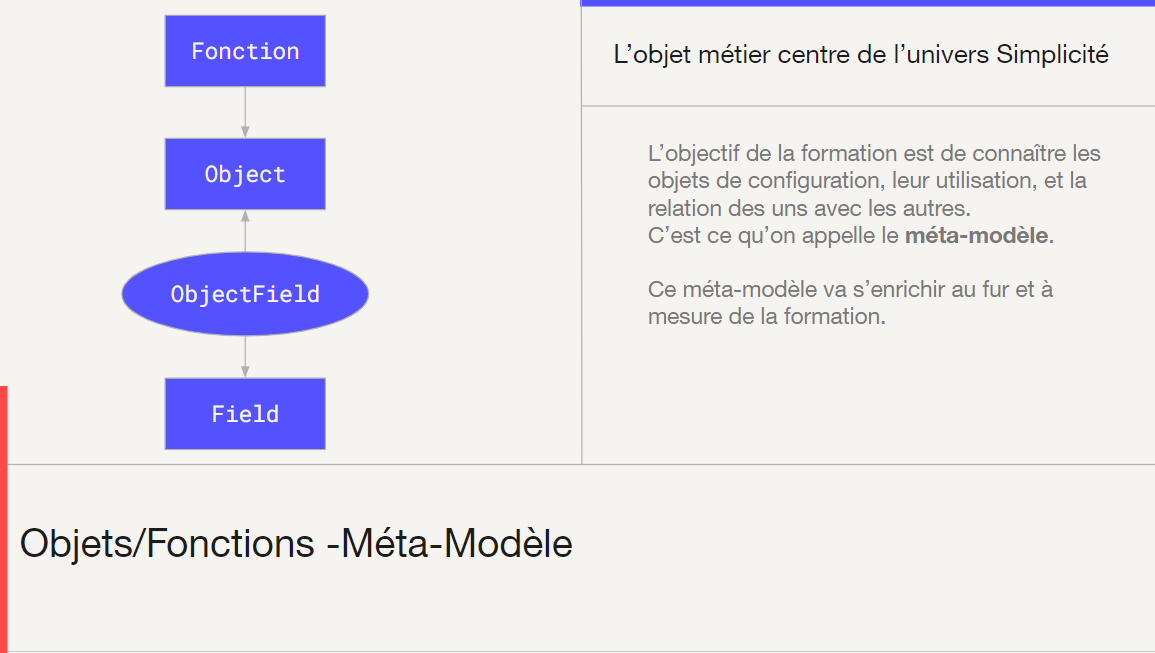 Fonction
Object
ObjectField
Field
L’objet métier centre de l’univers Simplicité
L’objectif de la formation est de connaître les
objets de configuration, leur utilisation, et la
relation des uns avec les autres.
C’est ce qu’on appelle le méta-modèle.
Ce méta-modèle va s’enrichir au fur et à
mesure de la formation.
Objets/Fonctions -Méta-Modèle